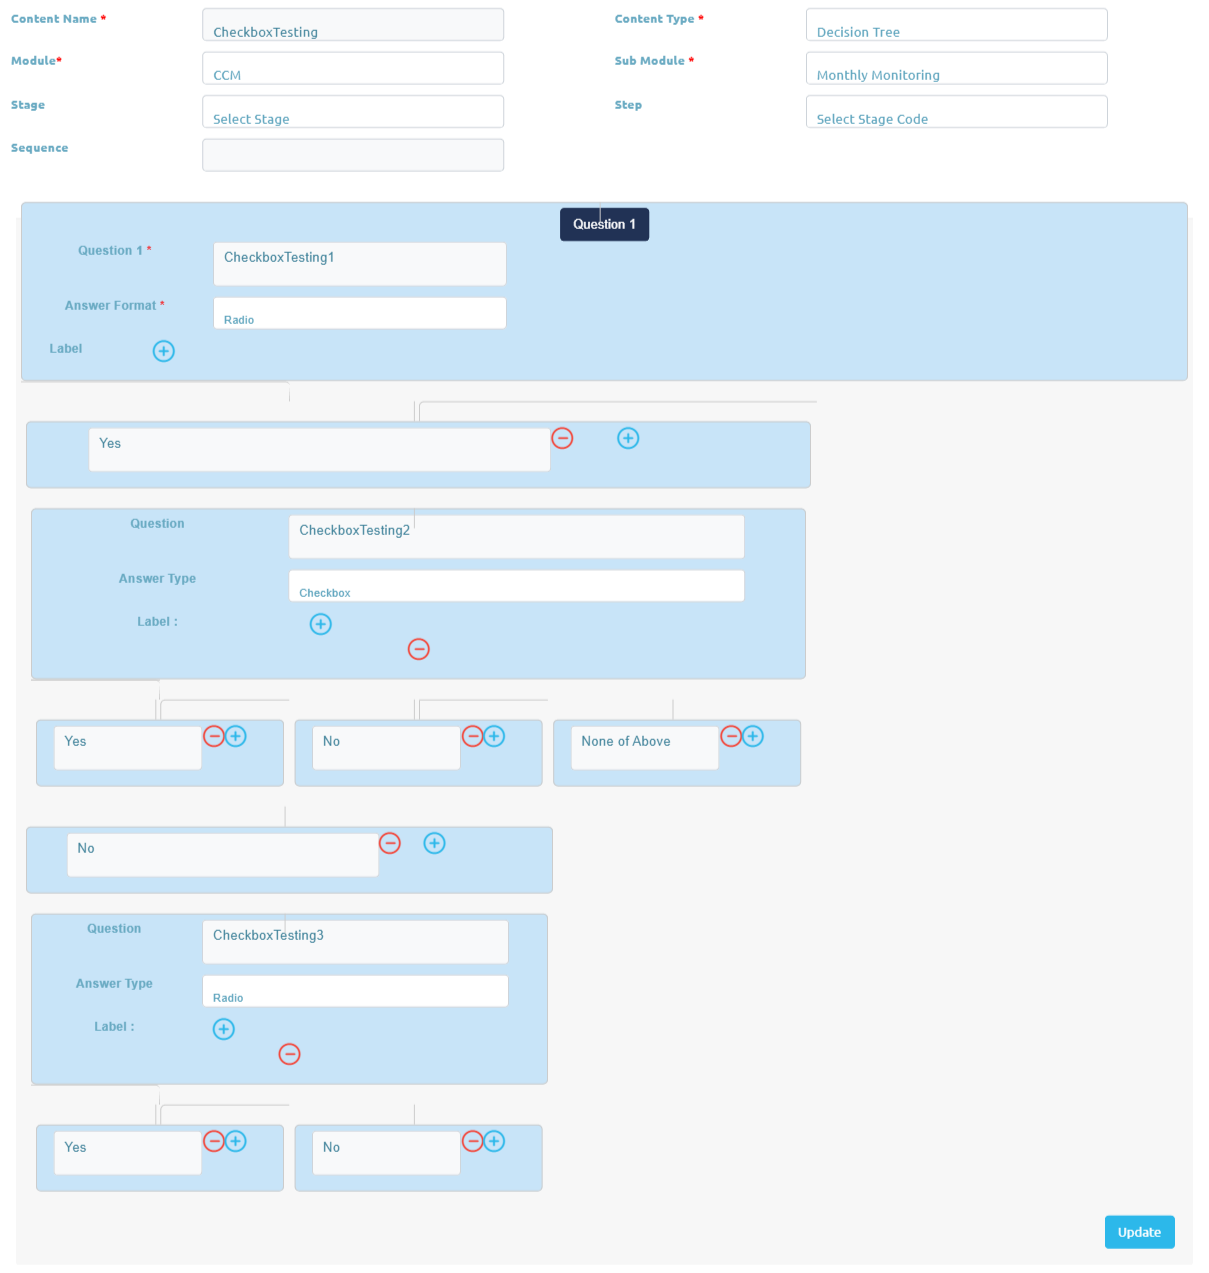 Content Name *
CheckboxTesting
Content Type *
Decision Tree
Module*
CCM
Sub Module *
Monthly Monitoring
Stage
Select Stage
Step
Select Stage Code
Sequence
Question 1
Question 1 *
CheckboxTesting1
Answer Format *
Radio
Label
Yes
Question
CheckboxTesting2
Answer Type
Checkbox
Label :
Yes
No
None of Above
No
Question
CheckboxTesting3
Answer Type
Radio
Label :
Yes
No
Update